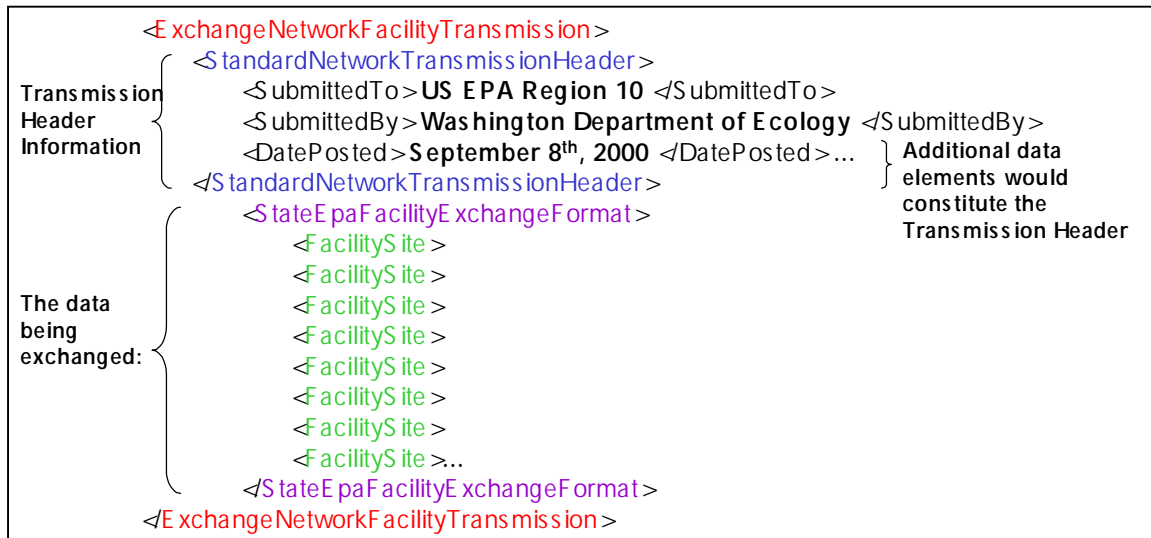 <ExchangeNetworkFacilityTransmission>
<StandardNetworkTransmissionHeader>
Transmission
Header
Information
<SubmittedTo>US EPA Region 10 </SubmittedTo>
<SubmittedBy>Washington Department of Ecology </SubmittedBy>
<DatePosted>September 8th, 2000 </DatePosted>...
Additional data
elements would
constitute the
Transmission Header
</StandardNetworkTransmissionHeader>
<StateEpaFacilityExchangeFormat>
The data
being
exchanged:
<FacilitySite>
<FacilitySite>
<FacilitySite>
<FacilitySite>
<FacilitySite>
<FacilitySite>
<FacilitySite>
<FacilitySite>...
</StateEpaFacilityExchangeFormat>
</ExchangeNetworkFacilityTransmission>